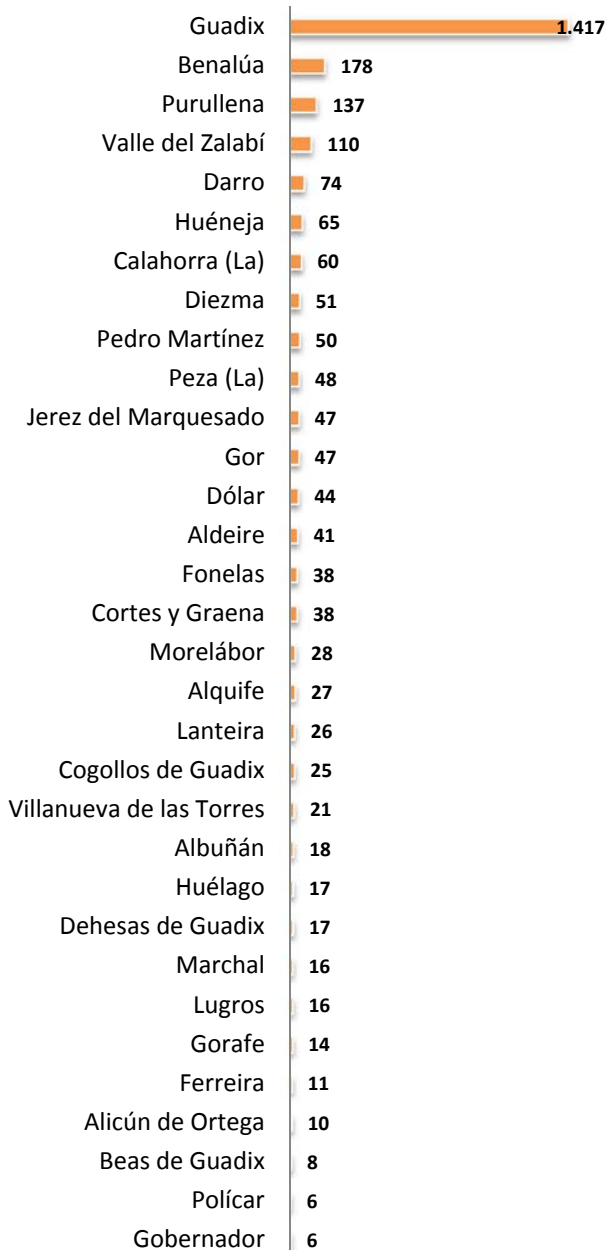 Guadix 1.417
Benalúa 178
Purullena 137
Valle del Zalabí 110
Darro 74
Huéneja 65
Calahorra (La) 60
Diezma 51
Pedro Martínez 50
Peza (La) 48
Jerez del Marquesado 47
Gor 47
Dólar 44
Aldeire 41
Fonelas 38
Cortes y Graena 38
Morelábor 28
Alquife 27
Lanteira 26
Cogollos de Guadix 25
Villanueva de las Torres 21
Albuñán 18
Huélago 17
Dehesas de Guadix 17
Marchal 16
Lugros 16
Gorafe 14
Ferreira 11
Alicún de Ortega 10
Beas de Guadix 8
Polícar 6
Gobernador 6